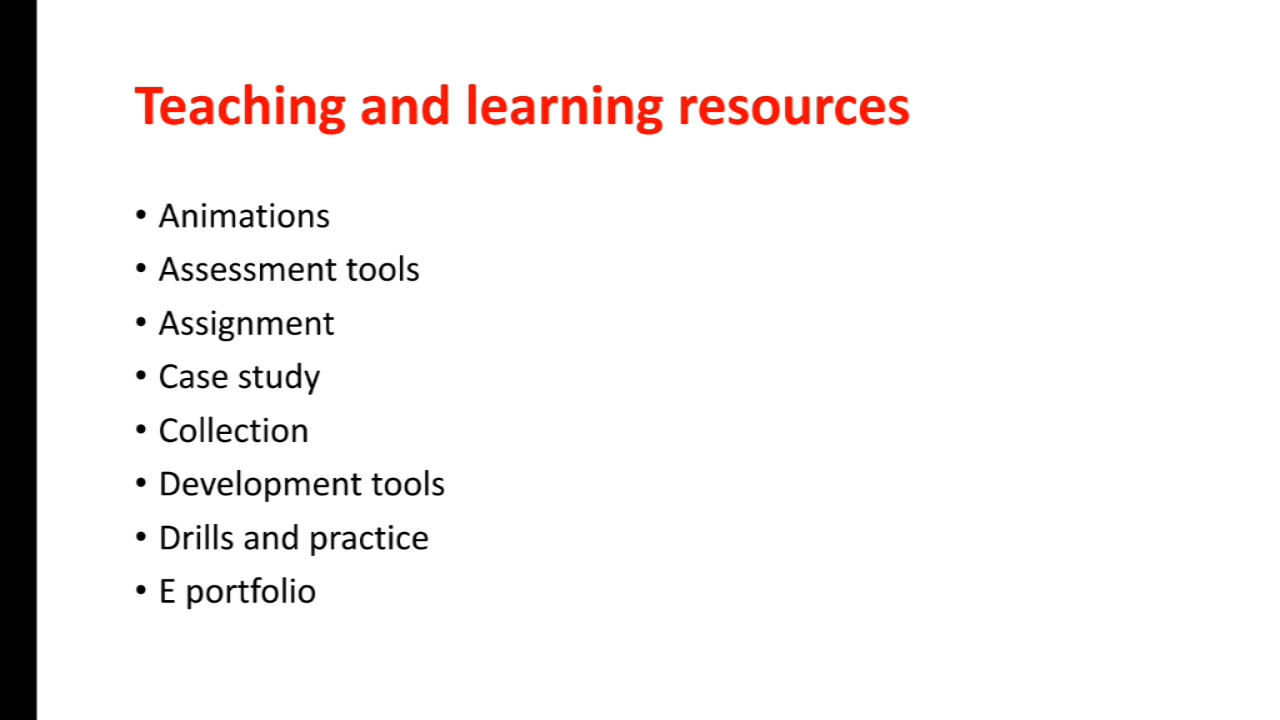 Teaching and learning resources
• Animations
• Assessment tools
• Assignment
• Case study
• Collection
• Development tools
• Drills and practice
• E portfolio